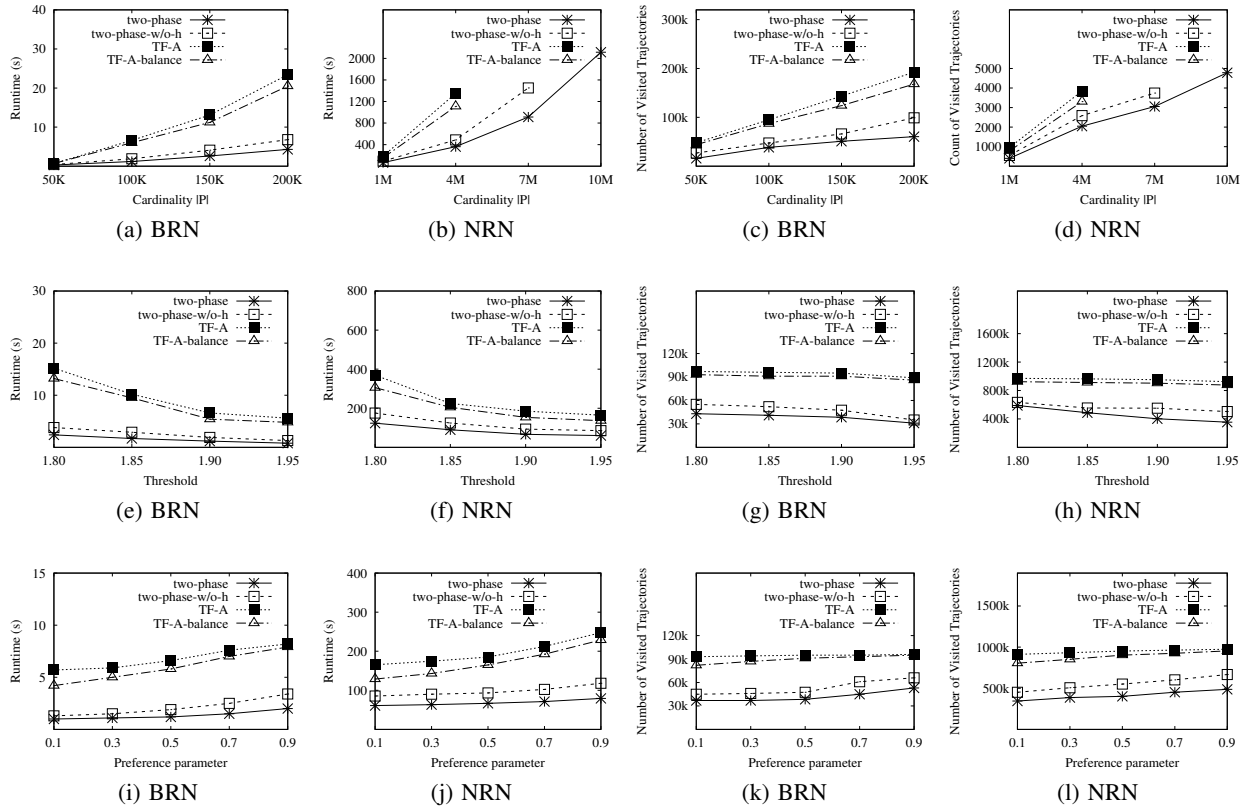 two-phase
two-phase-w/o-h
TF-A
TF-A-balance
Runtime (s)
40
30
20
10
50K 100K 150K 200K
Cardinality |P|
(a) BRN
two-phase
two-phase-w/o-h
TF-A
TF-A-balance
Runtime (s)
2000
1600
1200
800
400
1M 4M 7M 10M
Cardinality |P|
(b) NRN
two-phase
two-phase-w/o-h
TF-A
TF-A-balance
Number of Visited Trajectories
300k
200k
100k
50K 100K 150K 200K
Cardinality |P|
(c) BRN
two-phase
two-phase-w/o-h
TF-A
TF-A-balance
Count of Visited Trajectories
5000
4000
3000
2000
1000
1M 4M 7M 10M
Cardinality |P|
(d) NRN
two-phase
two-phase-w/o-h
TF-A
TF-A-balance
Runtime (s)
30
20
10
1.80 1.85 1.90 1.95
Threshold
(e) BRN
two-phase
two-phase-w/o-h
TF-A
TF-A-balance
Runtime (s)
800
600
400
200
1.80 1.85 1.90 1.95
Threshold
(f) NRN
two-phase
two-phase-w/o-h
TF-A
TF-A-balance
Number of Visited Trajectories
120k
90k
60k
30k
1.80 1.85 1.90 1.95
Threshold
(g) BRN
two-phase
two-phase-w/o-h
TF-A
TF-A-balance
Number of Visited Trajectories
1600k
1200k
800k
400k
1.80 1.85 1.90 1.95
Threshold
(h) NRN
two-phase
two-phase-w/o-h
TF-A
TF-A-balance
Runtime (s)
15
10
5
0.1 0.3 0.5 0.7 0.9
Preference parameter
(i) BRN
two-phase
two-phase-w/o-h
TF-A
TF-A-balance
Runtime (s)
400
300
200
100
0.1 0.3 0.5 0.7 0.9
Preference parameter
(j) NRN
two-phase
two-phase-w/o-h
TF-A
TF-A-balance
Number of Visited Trajectories
120k
90k
60k
30k
0.1 0.3 0.5 0.7 0.9
Preference parameter
(k) BRN
two-phase
two-phase-w/o-h
TF-A
TF-A-balance
Number of Visited Trajectories
1500k
1000k
500k
0.1 0.3 0.5 0.7 0.9
Preference parameter
(l) NRN